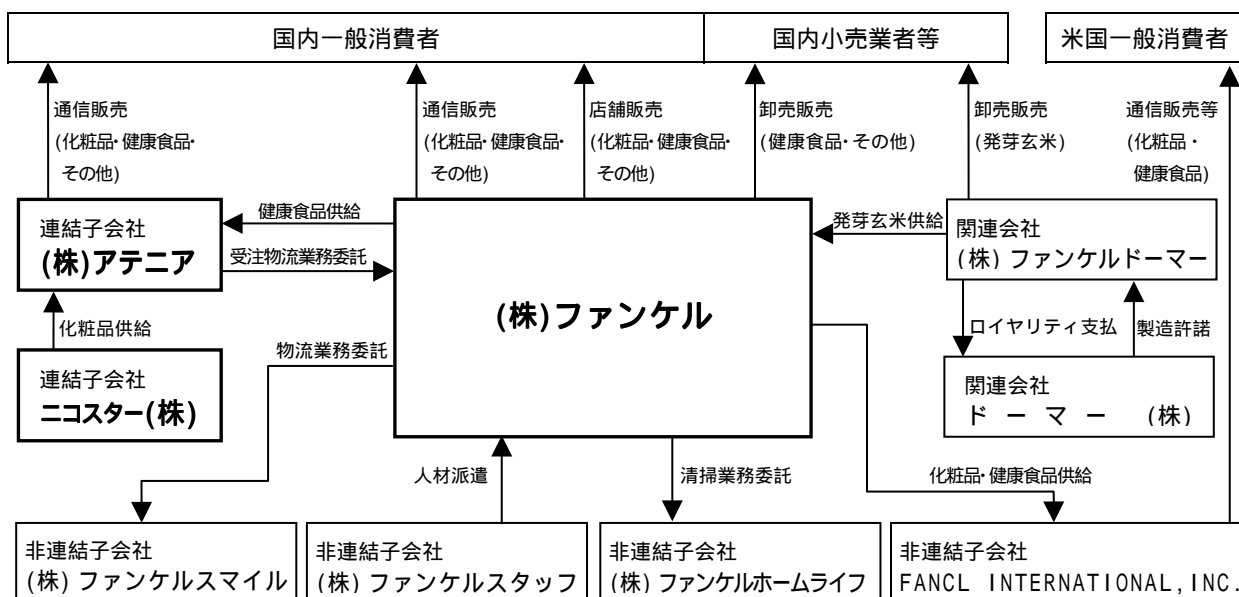 国内一般消費者
国内小売業者等
米国一般消費者
通信販売
(化粧品・健康食品・
その他)
通信販売
(化粧品・健康食品・
その他)
店舗販売
(化粧品・健康食品・
その他)
卸売販売
(健康食品・その他)
卸売販売
(発芽玄米)
通信販売等
(化粧品・
健康食品)
連結子会社
(株)アテニア
健康食品供給
受注物流業務委託
(株)ファンケル
発芽玄米供給
関連会社
(株)ファンケルドーマー
化粧品供給
ロイヤリティ支払
製造許諾
連結子会社
ニコスター(株)
物流業務委託
関連会社
ドーマー (株)
人材派遣
清掃業務委託
化粧品・健康食品供給
非連結子会社
(株)ファンケルスマイル
非連結子会社
(株)ファンケルスタッフ
非連結子会社
(株)ファンケルホームライフ
非連結子会社
FANCL INTERNATIONAL,INC.